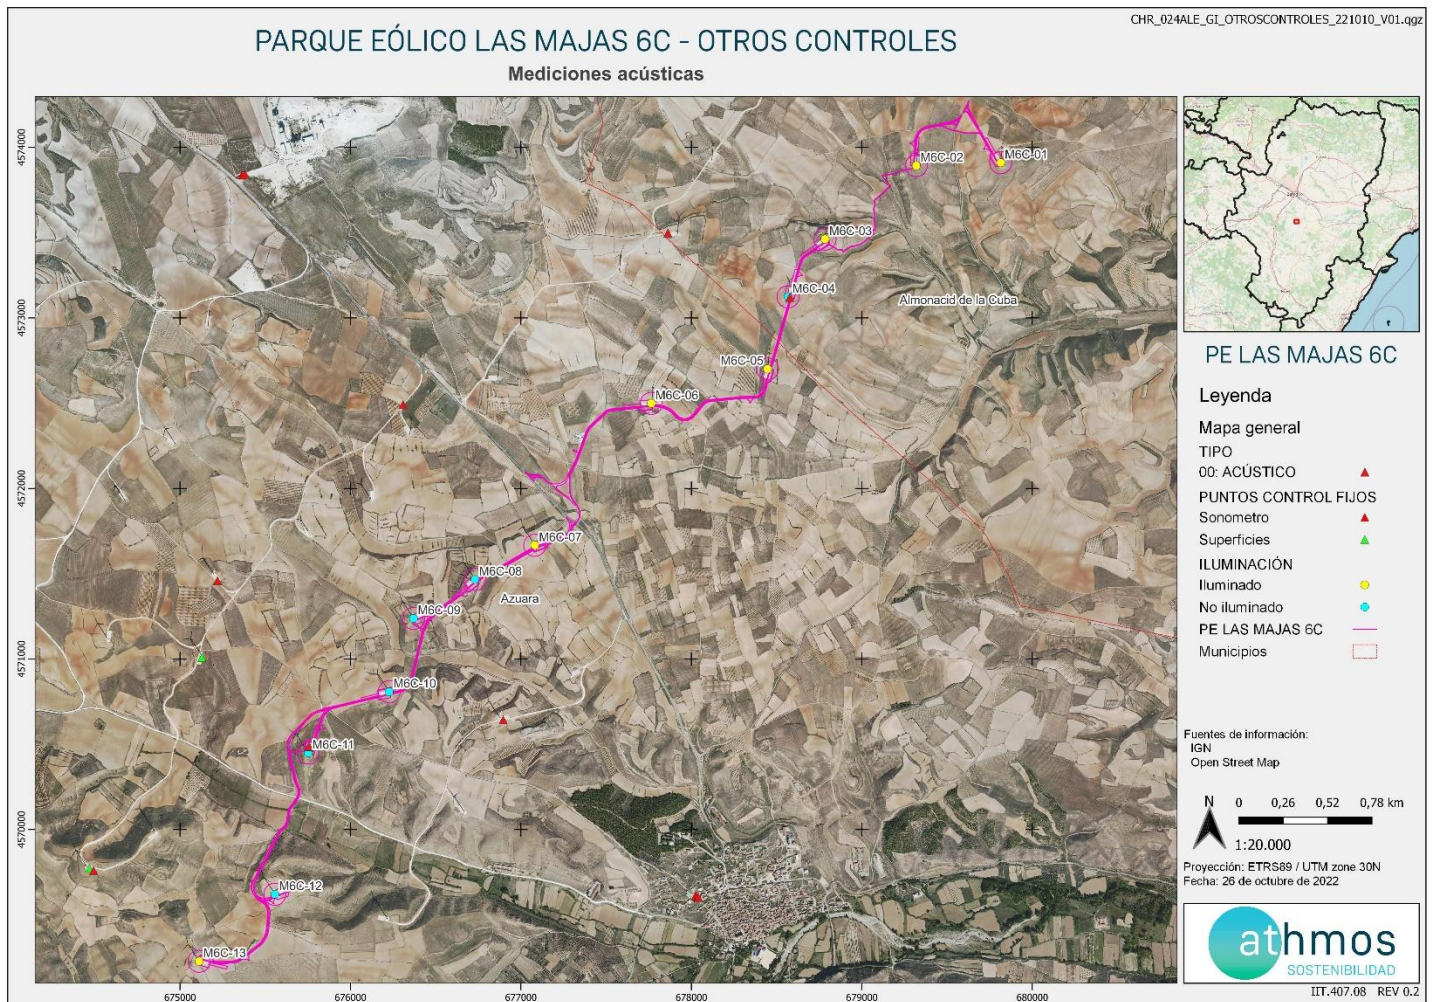 CHR_024ALE_GI_OTROSCONTROLES_221010_V01.qgz
PARQUE EÓLICO LAS MAJAS 6C - OTROS CONTROLES
Mediciones acústicas
4574000
4573000
4572000
4571000
4570000
M6C-02
M6C-01
M6C-03
M6C-04
Almonacid de la Cuba
M6C-05
M6C-06
M6C-07
M6C-08
Azuara
M6C-09
M6C-10
M6C-11
M6C-12
M6C-13
675000
676000
677000
678000
679000
680000
PE LAS MAJAS 6C
Leyenda
Mapa general
TIPO
00: ACÚSTICO
PUNTOS CONTROL FIJOS
Sonometro
Superficies
ILUMINACIÓN
Iluminado
No iluminado
PE LAS MAJAS 6C
Municipios
Fuentes de información:
IGN
Open Street Map
N
0 0,26 0,52 0,78 km
1:20.000
Proyección: ETRS89 / UTM zone 30N
Fecha: 26 de octubre de 2022
athmos
SOSTENIBILIDAD
IIT.407.08 REV 0.2